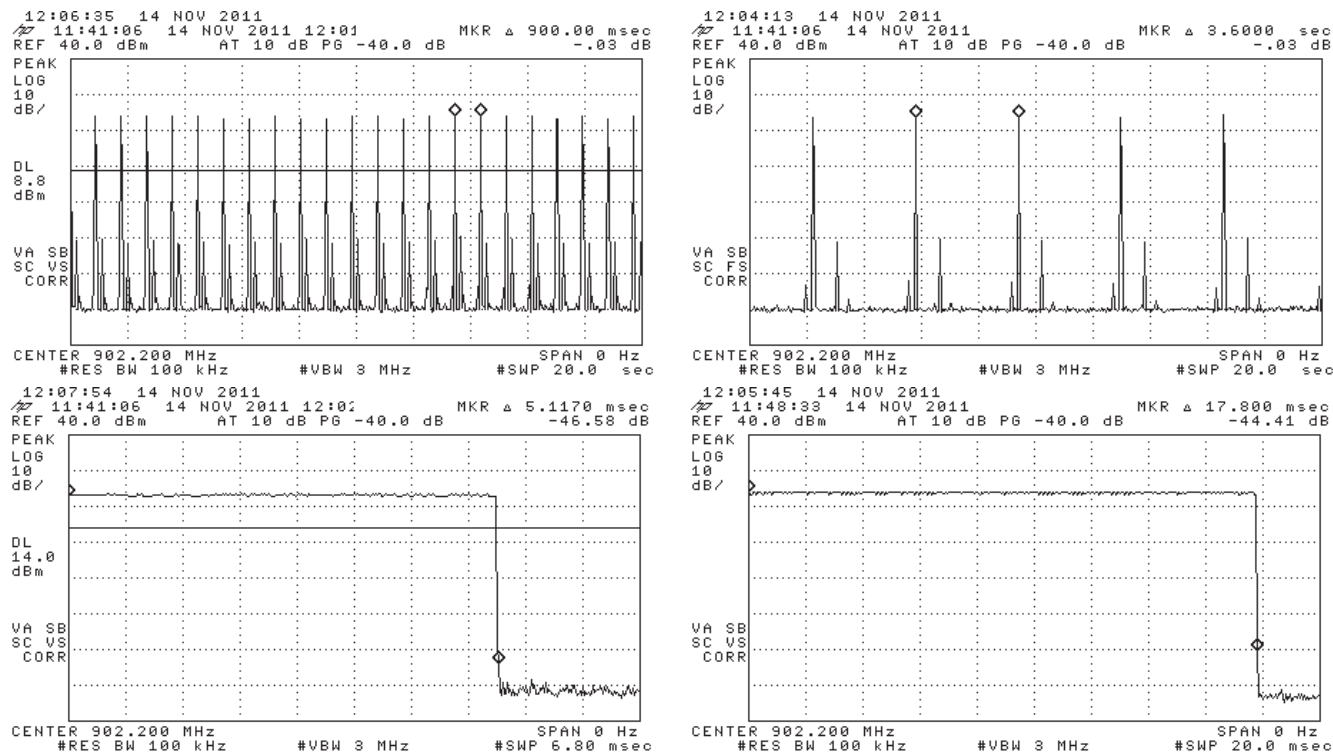 12:06:35 14 NOV 2011
hp 11:41:06 14 NOV 2011 12:01 MKR Δ 900.00 msec
REF 40.0 dBm AT 10 dB PG -40.0 dB -.03 dB
PEAK
LOG
10
dB/
DL
8.8
dBm
VA SB
SC VS
CORR
CENTER 902.200 MHz SPAN 0 Hz
#RES BW 100 kHz #VBW 3 MHz #SWP 20.0 sec
12:04:13 14 NOV 2011
hp 11:41:06 14 NOV 2011 MKR Δ 3.6000 sec
REF 40.0 dBm AT 10 dB PG -40.0 dB -.03 dB
PEAK
LOG
10
dB/
VA SB
SC FS
CORR
CENTER 902.200 MHz SPAN 0 Hz
#RES BW 100 kHz #VBW 3 MHz #SWP 20.0 sec
12:07:54 14 NOV 2011
hp 11:41:06 14 NOV 2011 12:02 MKR Δ 5.1170 msec
REF 40.0 dBm AT 10 dB PG -40.0 dB -46.58 dB
PEAK
LOG
10
dB/
DL
14.0
dBm
VA SB
SC VS
CORR
CENTER 902.200 MHz SPAN 0 Hz
#RES BW 100 kHz #VBW 3 MHz #SWP 6.80 msec
12:05:45 14 NOV 2011
hp 11:48:33 14 NOV 2011 MKR Δ 17.800 msec
REF 40.0 dBm AT 10 dB PG -40.0 dB -44.41 dB
PEAK
LOG
10
dB/
VA SB
SC VS
CORR
CENTER 902.200 MHz SPAN 0 Hz
#RES BW 100 kHz #VBW 3 MHz #SWP 20.0 msec